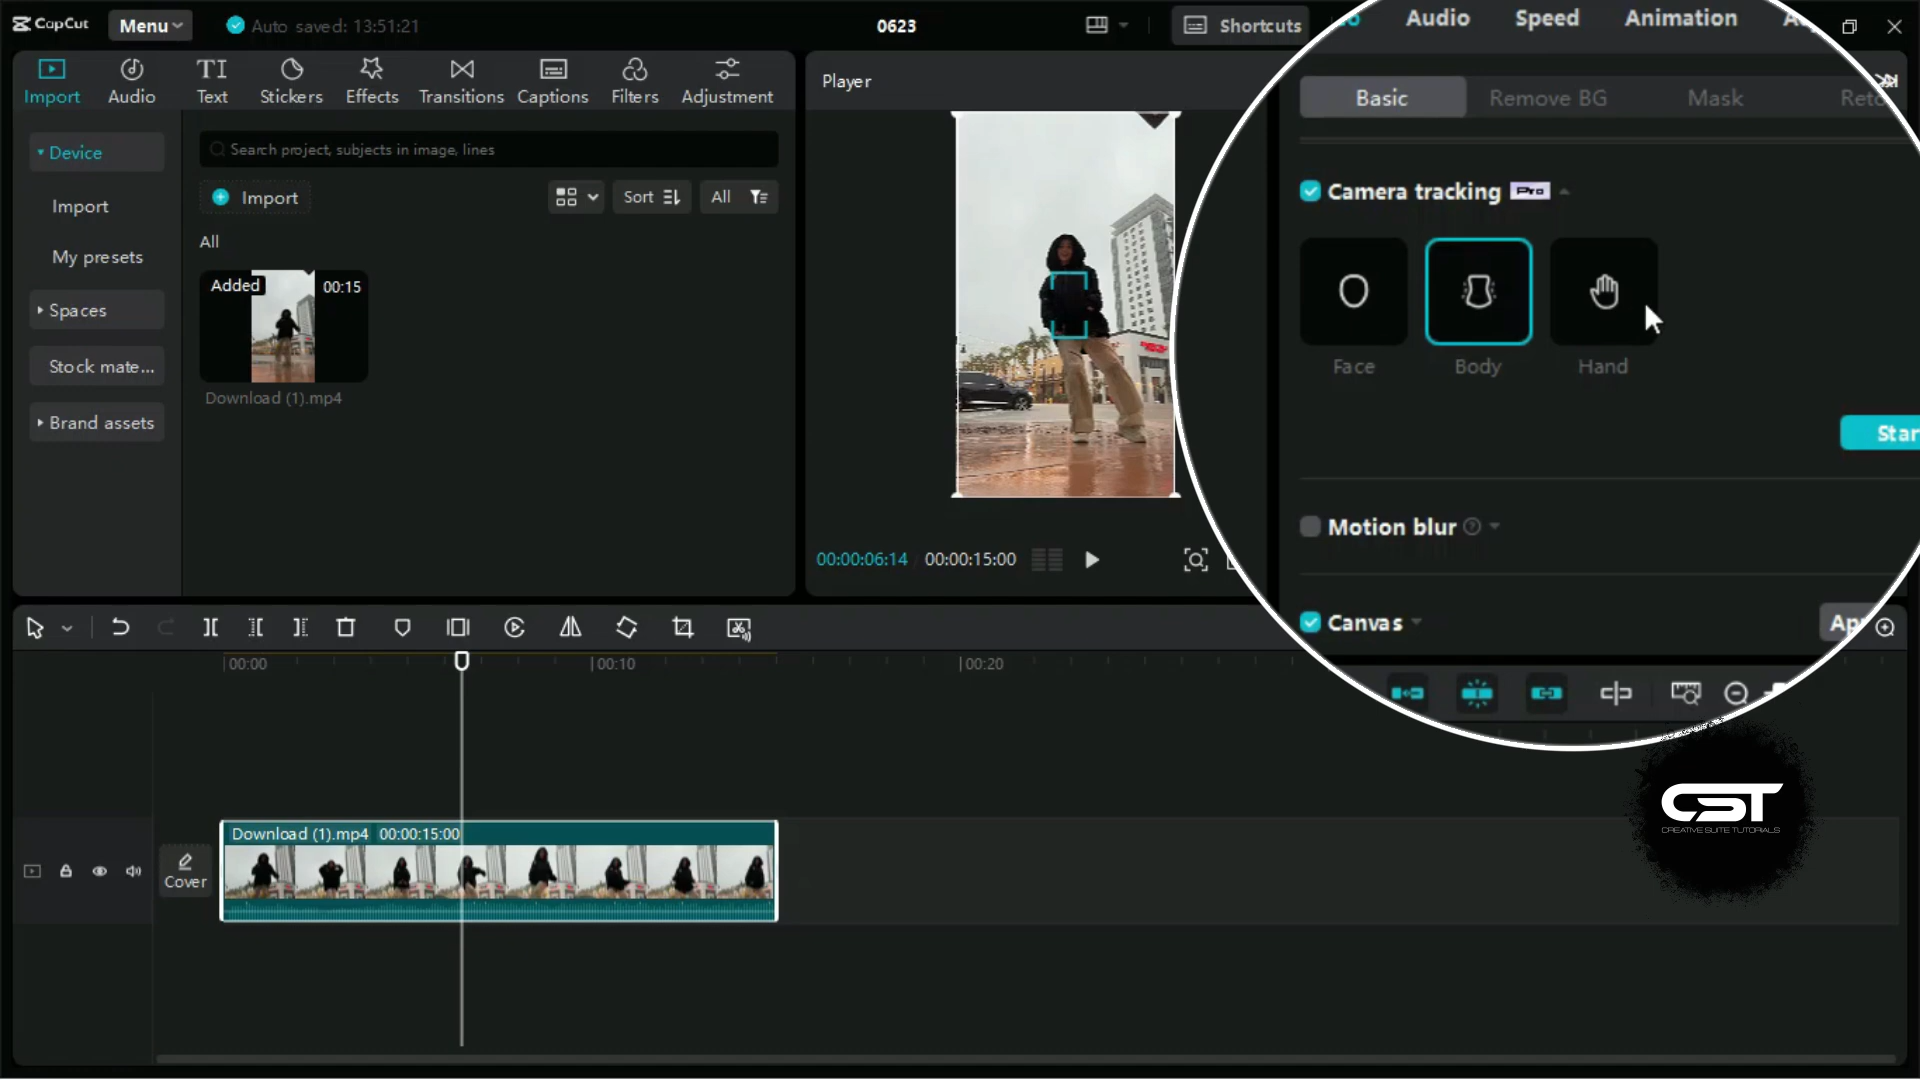 CapCut
Menu
Auto saved: 13:51:21
0623
Shortcuts
Audio
Speed
Animation
Import
Audio
Text
Stickers
Effects
Transitions
Captions
Filters
Adjustment
Player
Basic
Remove BG
Mask
Device
Import
My presets
Spaces
Stock mate...
Brand assets
Search project, subjects in image, lines
Import
Sort
All
All
Added
00:15
Download (1).mp4
Camera tracking
Pro
Face
Body
Hand
Star
Motion blur
Canvas
00:00:06:14
00:00:15:00
00:00
00:10
00:20
Download (1).mp4 00:00:15:00
Cover
CST
CREATIVE SUITE TUTORIALS